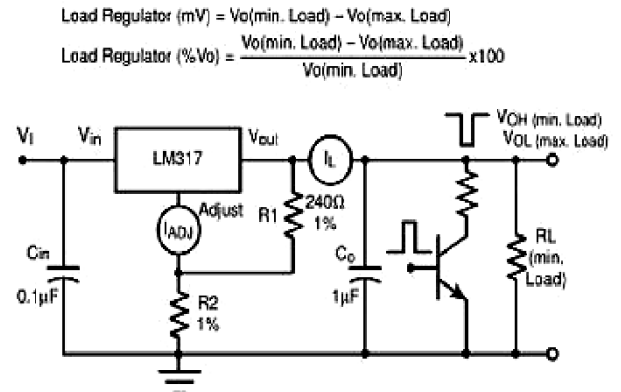 Load Regulator (mV) = Vo(min. Load) – Vo(max. Load)
Load Regulator (%Vo) = Vo(min. Load) – Vo(max. Load) x100
Vo(min. Load)
VOH (min. Load)
VOL (max. Load)
VI
Vin
LM317
Vout
IL
Adjust
IADJ
R1
240Ω
1%
Cin
0.1µF
R2
1%
Co
1µF
RL
(min.
Load)